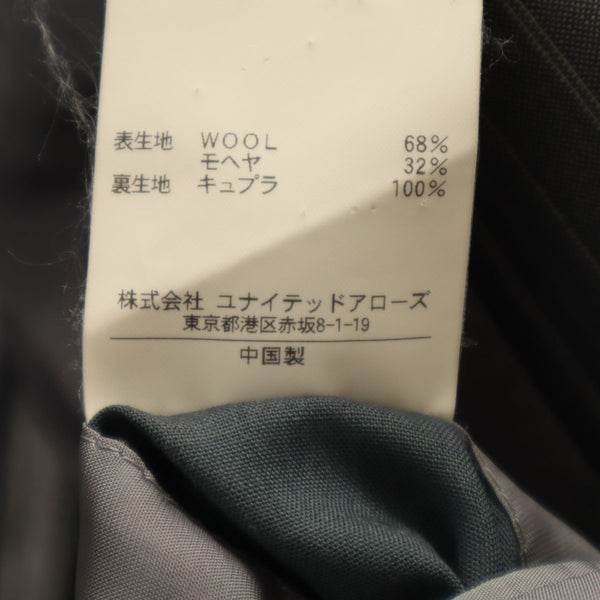 表生地 WOOL 68%
モヘヤ 32%
裏生地 キュプラ 100%
株式会社 ユナイテッドアローズ
東京都港区赤坂8-1-19
中国製